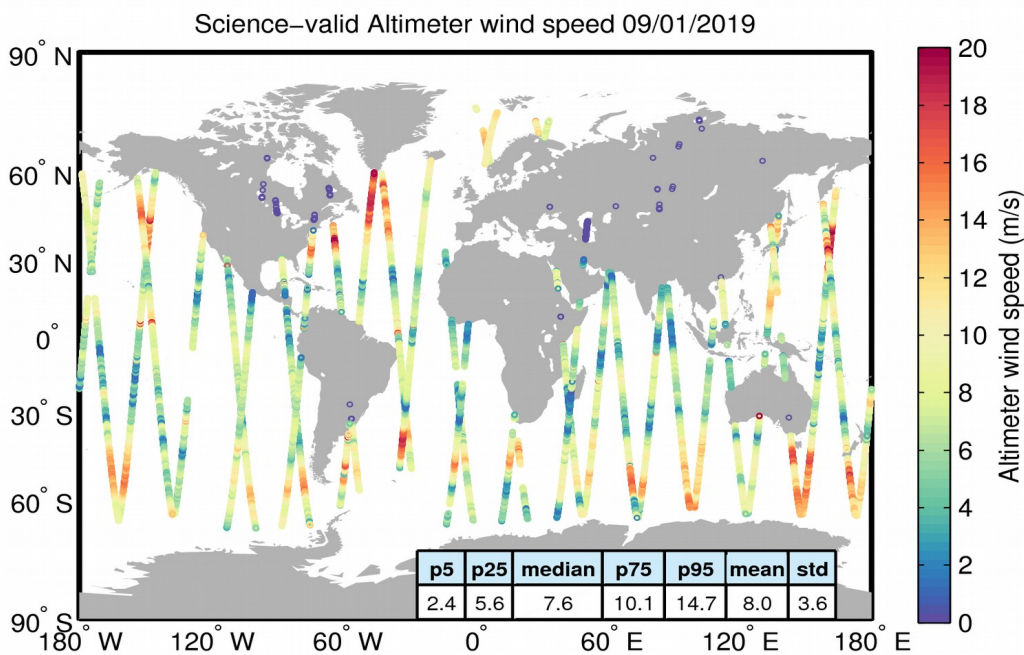 Science−valid Altimeter wind speed 09/01/2019
90° N
60° N
30° N
0°
30° S
60° S
90° S
180° W
120° W
60° W
0°
60° E
120° E
180° E
p5 p25 median p75 p95 mean std
2.4 5.6 7.6 10.1 14.7 8.0 3.6
20
18
16
14
12
10
8
6
4
2
0
Altimeter wind speed (m/s)